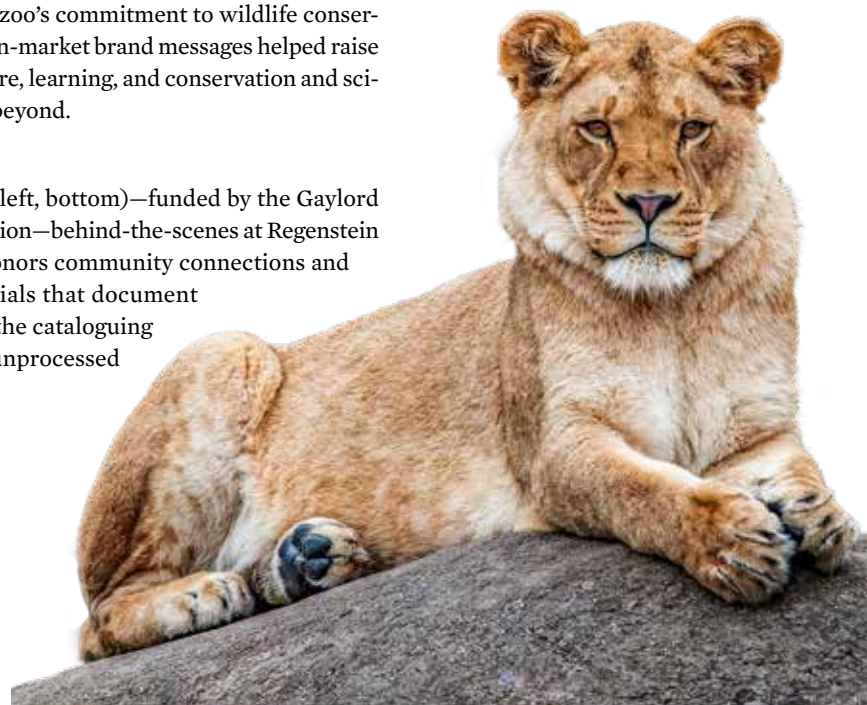 zoo’s commitment to wildlife conser-
n-market brand messages helped raise
re, learning, and conservation and sci-
beyond.
left, bottom)—funded by the Gaylord
ion—behind-the-scenes at Regenstein
onors community connections and
ials that document
the cataloguing
unprocessed